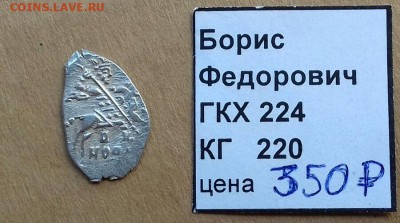 COINS.LAVE.RU
Борис
Федорович
ГКХ 224
КГ 220
цена 350 ₽